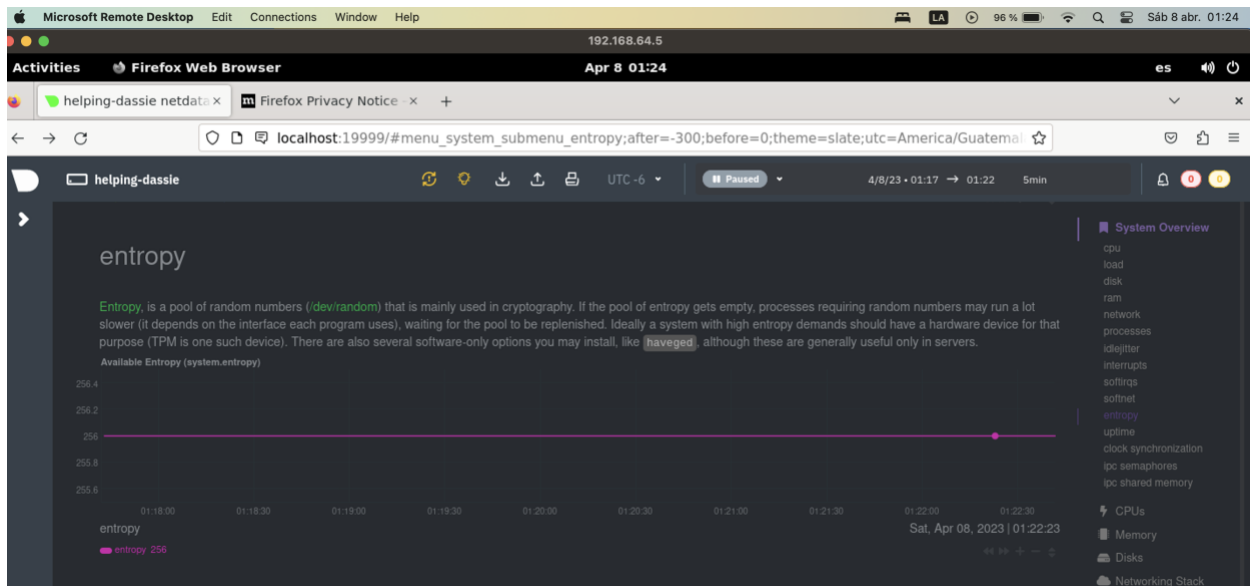 Microsoft Remote Desktop Edit Connections Window Help LA 96 % Sáb 8 abr. 01:24
192.168.64.5
Activities Firefox Web Browser Apr 8 01:24 es
helping-dassie netdata Firefox Privacy Notice -
localhost:19999/#menu_system_submenu_entropy;after=-300;before=0;theme=slate;utc=America/Guatemal
helping-dassie UTC -6 Paused 4/8/23 • 01:17 → 01:22 5min 0 0
entropy
Entropy, is a pool of random numbers (/dev/random) that is mainly used in cryptography. If the pool of entropy gets empty, processes requiring random numbers may run a lot
slower (it depends on the interface each program uses), waiting for the pool to be replenished. Ideally a system with high entropy demands should have a hardware device for that
purpose (TPM is one such device). There are also several software-only options you may install, like haveged, although these are generally useful only in servers.
Available Entropy (system.entropy)
256.4
256.2
256
255.8
255.6
01:18:00 01:18:30 01:19:00 01:19:30 01:20:00 01:20:30 01:21:00 01:21:30 01:22:00 01:22:30
entropy Sat, Apr 08, 2023 | 01:22:23
entropy 256
System Overview
cpu
load
disk
ram
network
processes
idlejitter
interrupts
softirqs
softnet
entropy
uptime
clock synchronization
ipc semaphores
ipc shared memory
CPUs
Memory
Disks
Networking Stack